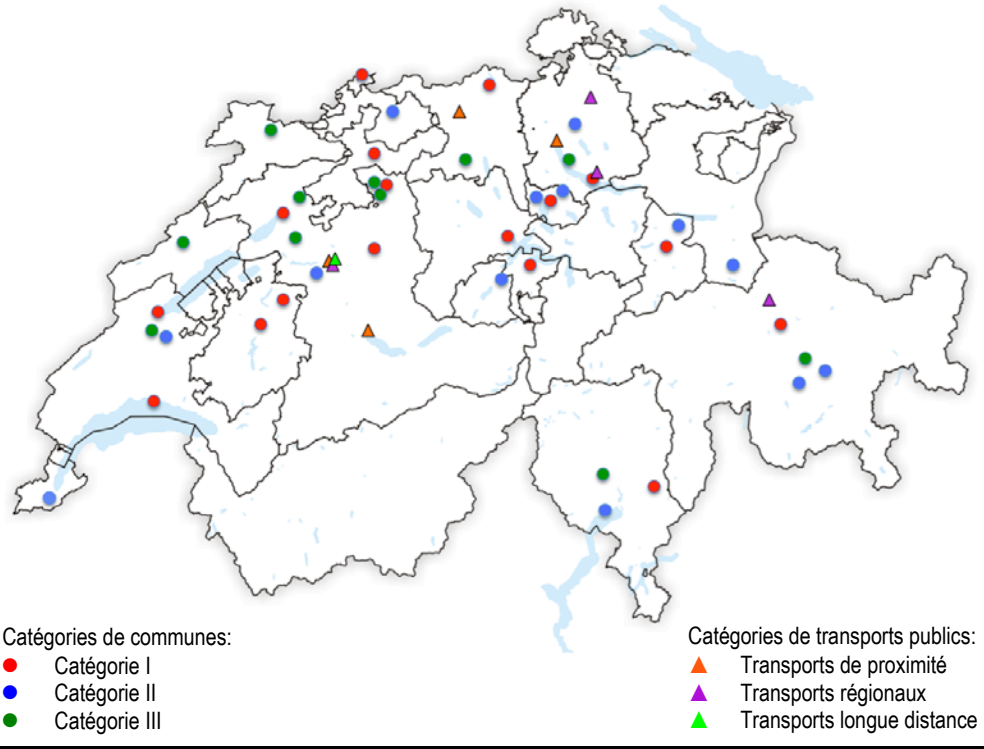 Catégories de communes:
Catégorie I
Catégorie II
Catégorie III
Catégories de transports publics:
Transports de proximité
Transports régionaux
Transports longue distance